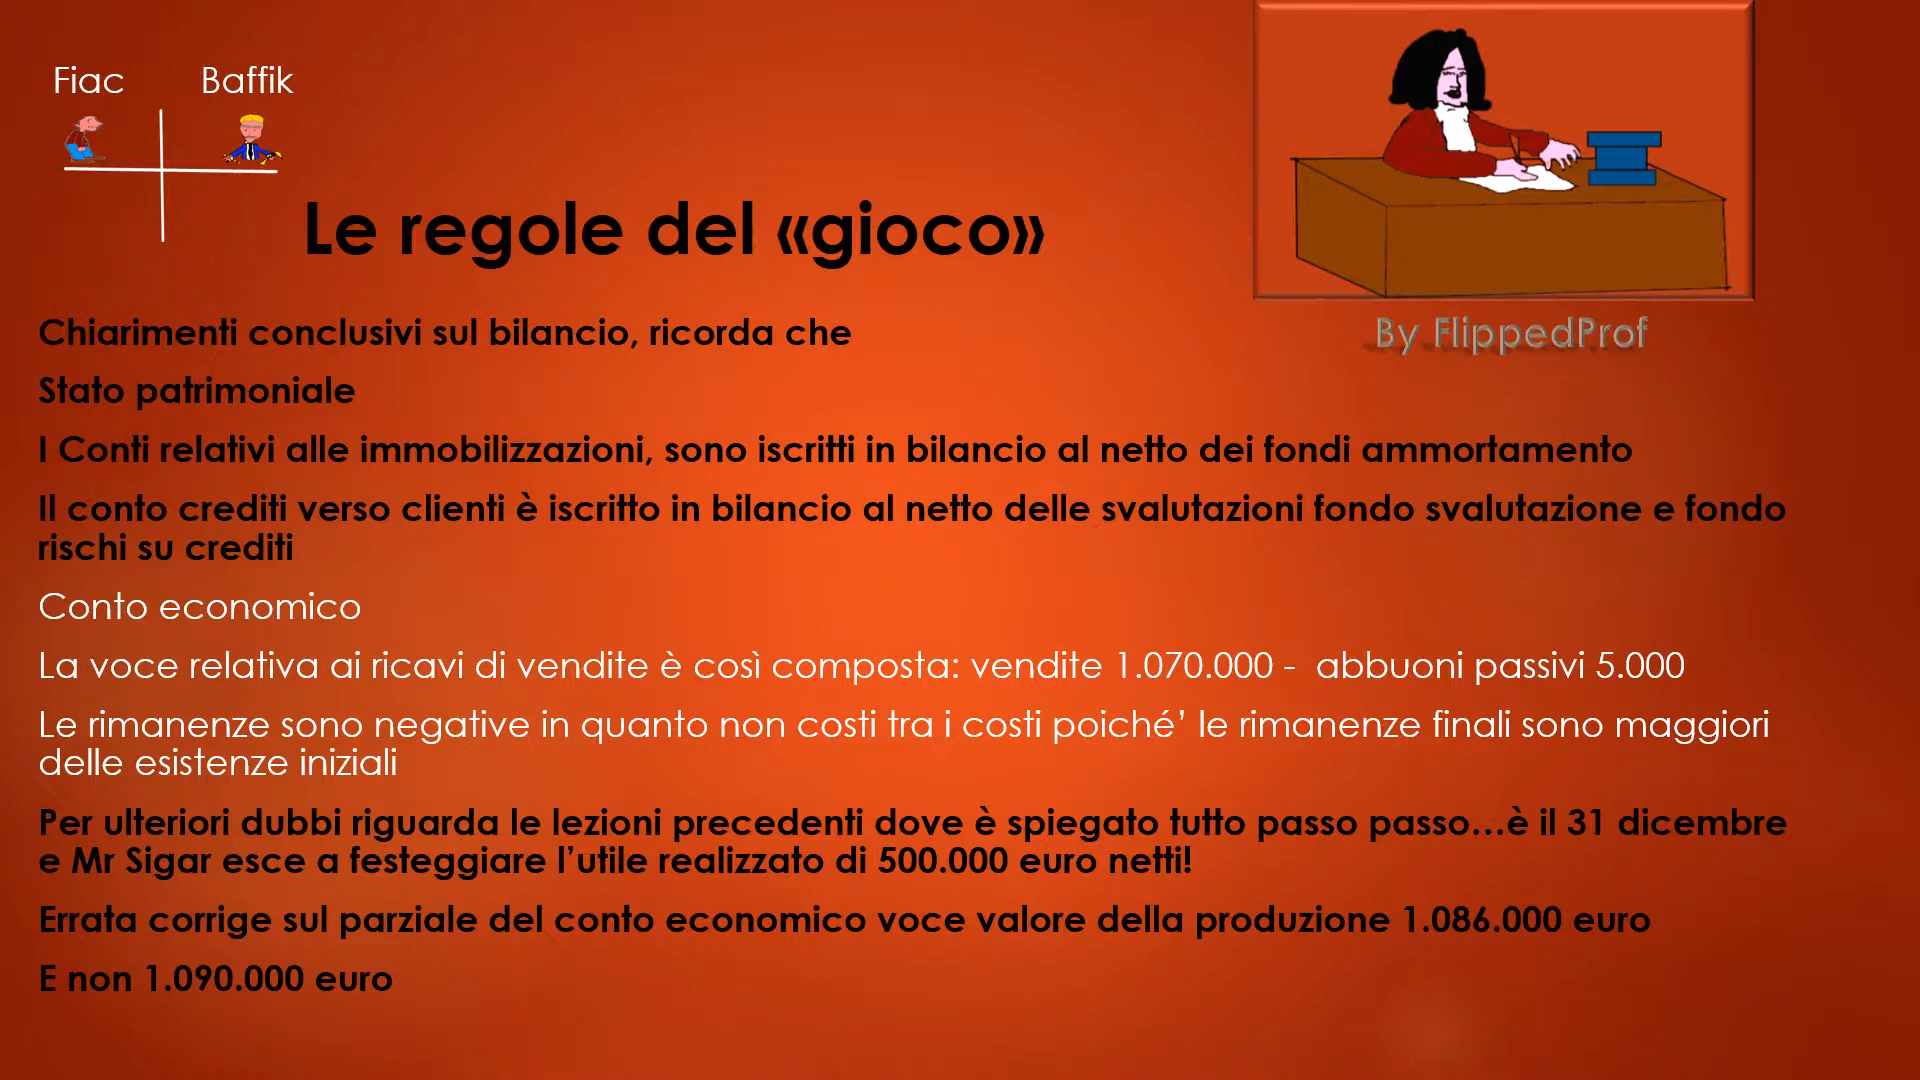 Fiac Baffik
Le regole del «gioco»
By FlippedProf
Chiarimenti conclusivi sul bilancio, ricorda che
Stato patrimoniale
I Conti relativi alle immobilizzazioni, sono iscritti in bilancio al netto dei fondi ammortamento
Il conto crediti verso clienti è iscritto in bilancio al netto delle svalutazioni fondo svalutazione e fondo
rischi su crediti
Conto economico
La voce relativa ai ricavi di vendite è così composta: vendite 1.070.000 -  abbuoni passivi 5.000
Le rimanenze sono negative in quanto non costi tra i costi poiché’ le rimanenze finali sono maggiori
delle esistenze iniziali
Per ulteriori dubbi riguarda le lezioni precedenti dove è spiegato tutto passo passo…è il 31 dicembre
e Mr Sigar esce a festeggiare l’utile realizzato di 500.000 euro netti!
Errata corrige sul parziale del conto economico voce valore della produzione 1.086.000 euro
E non 1.090.000 euro